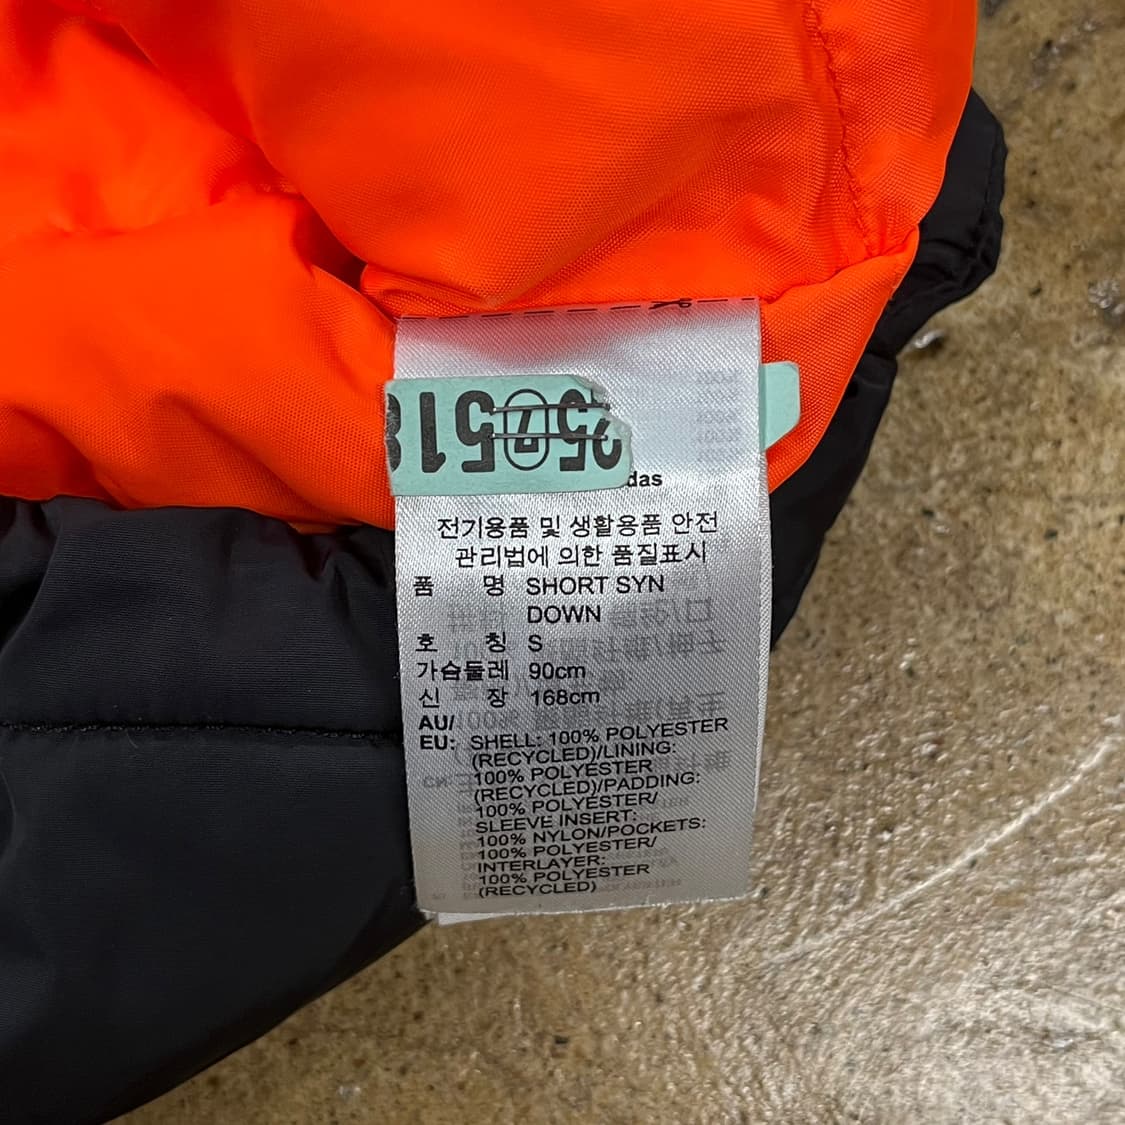 518 7 25
das
전기용품 및 생활용품 안전
관리법에 의한 품질표시
품 명 SHORT SYN
DOWN
호 칭 S
가슴둘레 90cm
신 장 168cm
AU/
EU: SHELL: 100% POLYESTER
(RECYCLED)/LINING:
100% POLYESTER
(RECYCLED)/PADDING:
100% POLYESTER/
SLEEVE INSERT:
100% NYLON/POCKETS:
100% POLYESTER/
INTERLAYER:
100% POLYESTER
(RECYCLED)